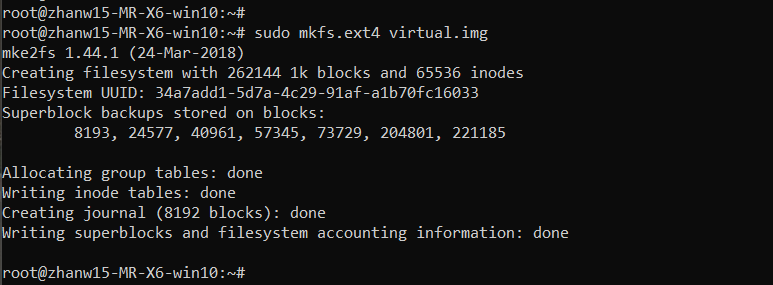 root@zhanw15-MR-X6-win10:~#
root@zhanw15-MR-X6-win10:~# sudo mkfs.ext4 virtual.img
mke2fs 1.44.1 (24-Mar-2018)
Creating filesystem with 262144 1k blocks and 65536 inodes
Filesystem UUID: 34a7add1-5d7a-4c29-91af-a1b70fc16033
Superblock backups stored on blocks:
        8193, 24577, 40961, 57345, 73729, 204801, 221185

Allocating group tables: done
Writing inode tables: done
Creating journal (8192 blocks): done
Writing superblocks and filesystem accounting information: done

root@zhanw15-MR-X6-win10:~#